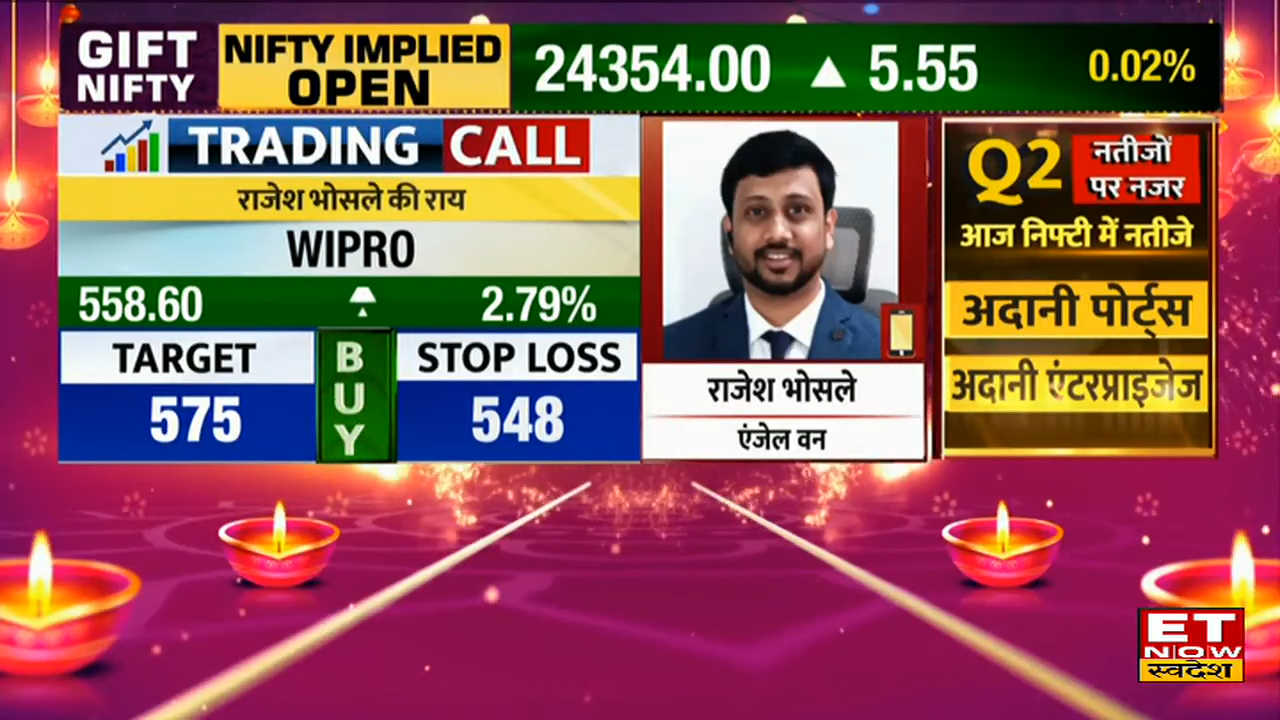 GIFT
NIFTY
NIFTY IMPLIED
OPEN
24354.00 ▲ 5.55 0.02%
TRADING CALL
राजेश भोसले की राय
WIPRO
558.60 2.79%
TARGET
575
BUY
STOP LOSS
548
राजेश भोसले
एंजेल वन
Q2
नतीजों
पर नजर
आज निफ्टी में नतीजे
अदानी पोर्ट्स
अदानी एंटरप्राइजेज
ET
NOW
स्वदेश